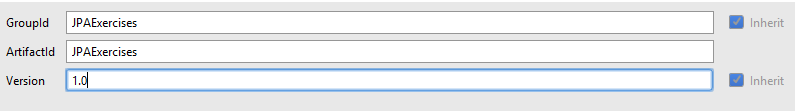 GroupId JPAExercises Inherit
ArtifactId JPAExercises
Version 1.0 Inherit